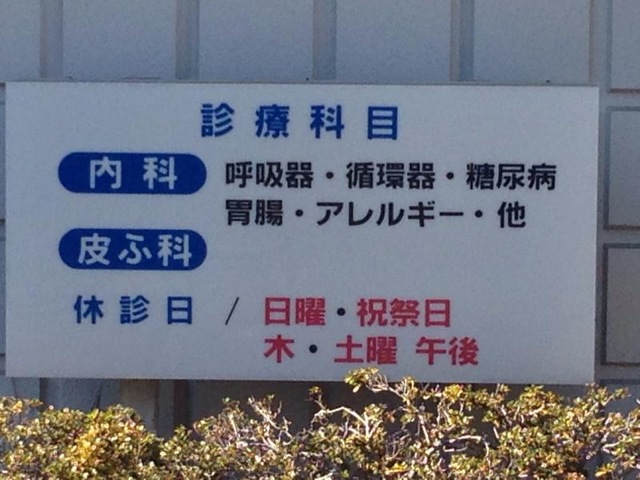 診療科目
内科 呼吸器・循環器・糖尿病
胃腸・アレルギー・他
皮ふ科
休診日 / 日曜・祝祭日
木・土曜 午後